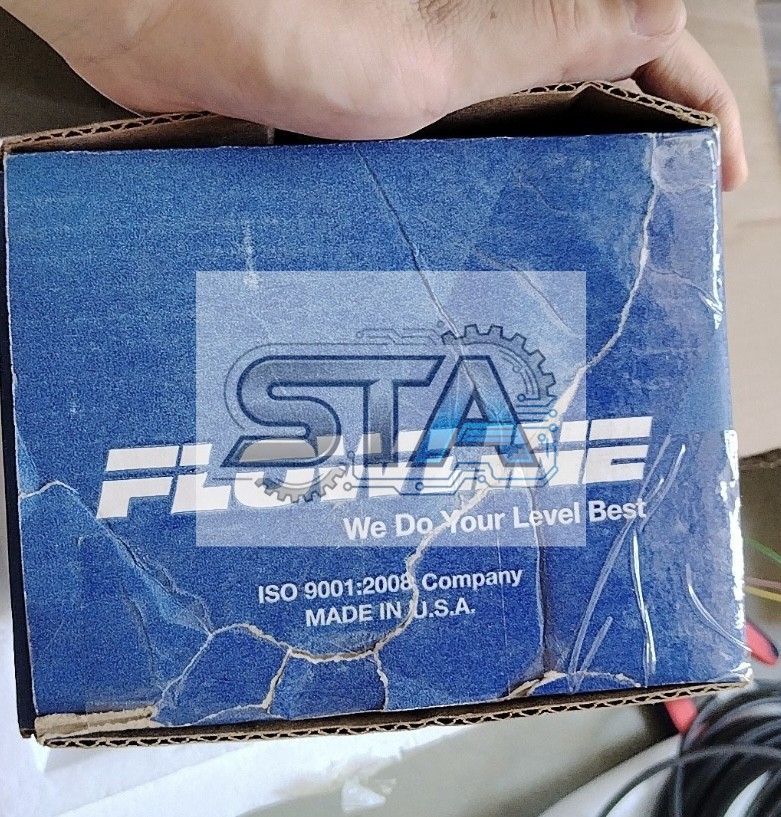 STA
We Do Your Level Best
ISO 9001:2008 Company
MADE IN U.S.A.